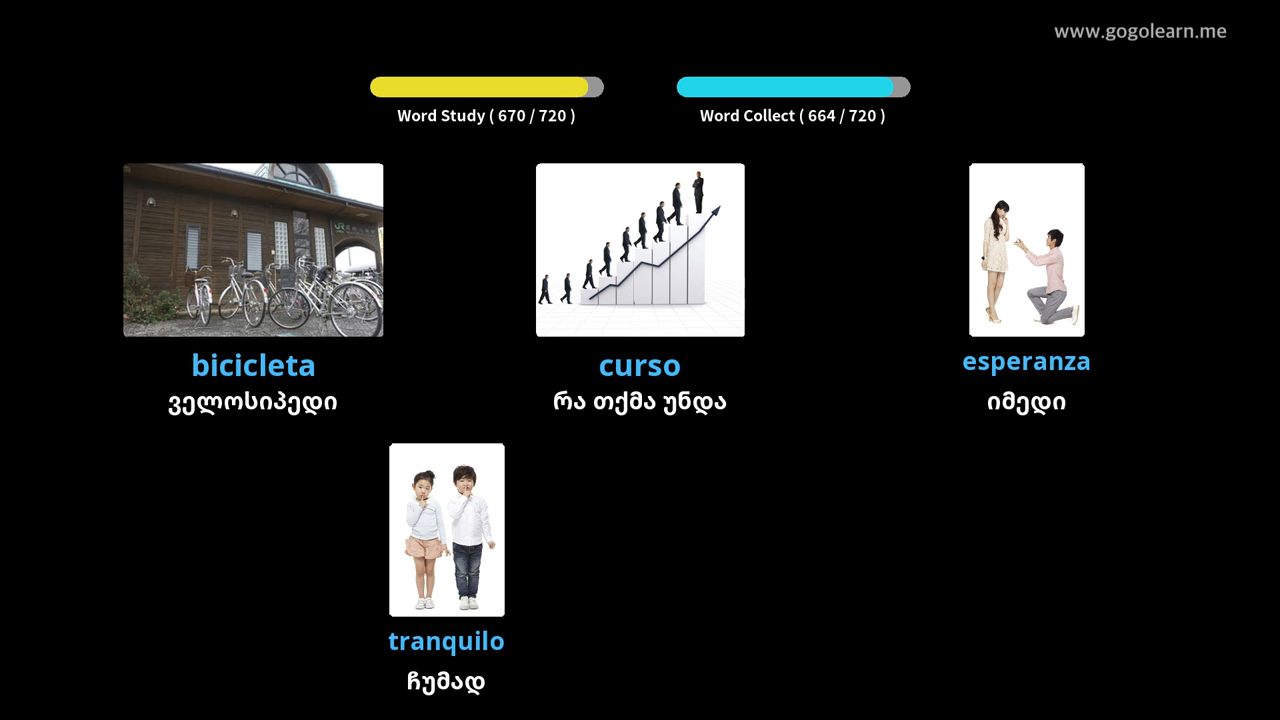 www.gogolearn.me
Word Study ( 670 / 720 )
Word Collect ( 664 / 720 )
JR
bicicleta
curso
esperanza
ველოსიპედი
რა თქმა უნდა
იმედი
tranquilo
ჩუმად